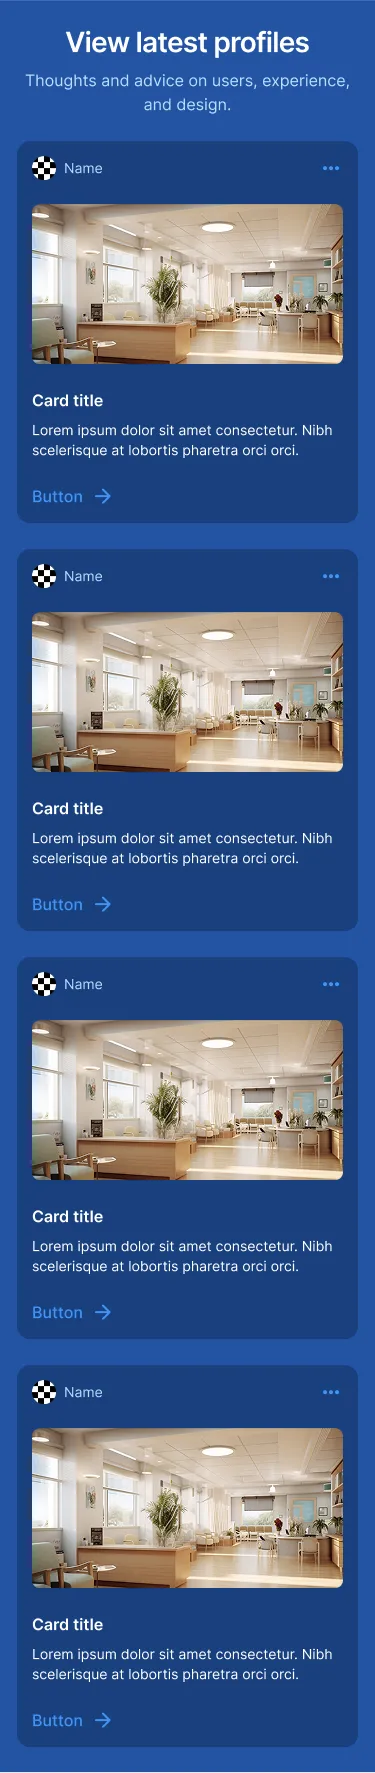 View latest profiles
Thoughts and advice on users, experience,
and design.
Name
Card title
Lorem ipsum dolor sit amet consectetur. Nibh
scelerisque at lobortis pharetra orci orci.
Button
Name
Card title
Lorem ipsum dolor sit amet consectetur. Nibh
scelerisque at lobortis pharetra orci orci.
Button
Name
Card title
Lorem ipsum dolor sit amet consectetur. Nibh
scelerisque at lobortis pharetra orci orci.
Button
Name
Card title
Lorem ipsum dolor sit amet consectetur. Nibh
scelerisque at lobortis pharetra orci orci.
Button